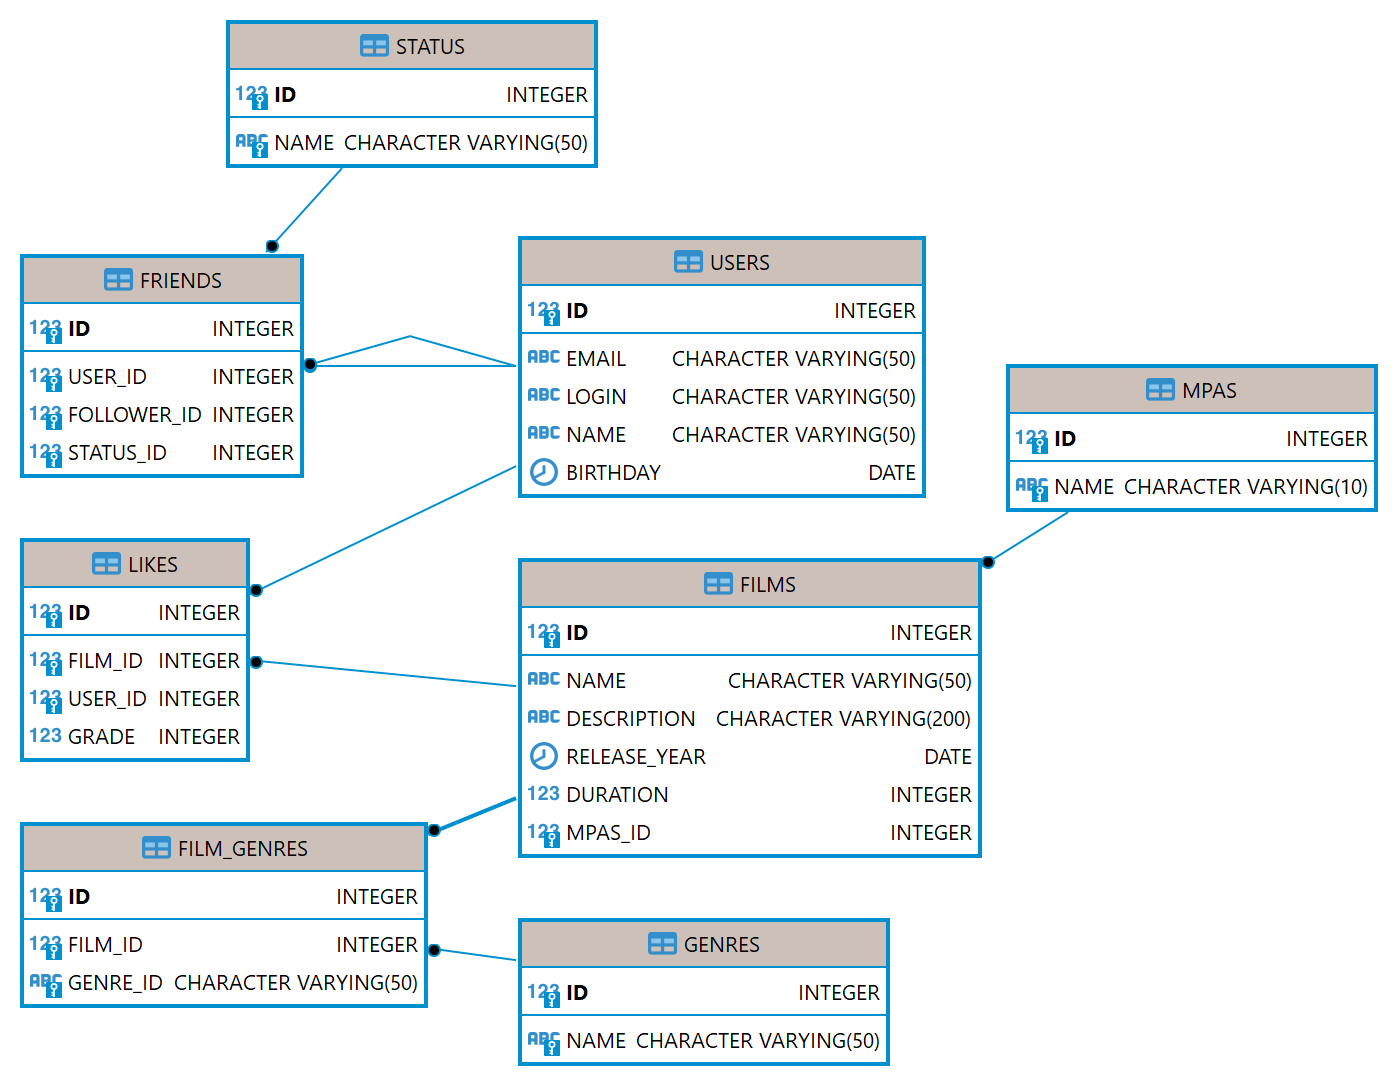 STATUS
123 ID INTEGER
ABC NAME CHARACTER VARYING(50)
FRIENDS
123 ID INTEGER
123 USER_ID INTEGER
123 FOLLOWER_ID INTEGER
123 STATUS_ID INTEGER
USERS
123 ID INTEGER
ABC EMAIL CHARACTER VARYING(50)
ABC LOGIN CHARACTER VARYING(50)
ABC NAME CHARACTER VARYING(50)
BIRTHDAY DATE
MPAS
123 ID INTEGER
ABC NAME CHARACTER VARYING(10)
LIKES
123 ID INTEGER
123 FILM_ID INTEGER
123 USER_ID INTEGER
123 GRADE INTEGER
FILMS
123 ID INTEGER
ABC NAME CHARACTER VARYING(50)
ABC DESCRIPTION CHARACTER VARYING(200)
RELEASE_YEAR DATE
123 DURATION INTEGER
123 MPAS_ID INTEGER
FILM_GENRES
123 ID INTEGER
123 FILM_ID INTEGER
ABC GENRE_ID CHARACTER VARYING(50)
GENRES
123 ID INTEGER
ABC NAME CHARACTER VARYING(50)